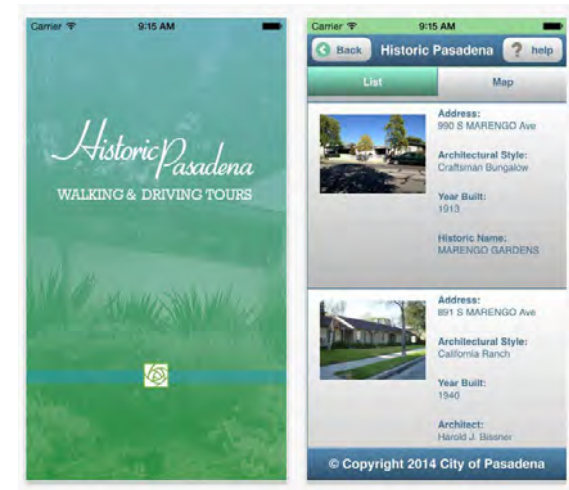 Carrier 9:15 AM
Historic Pasadena
WALKING & DRIVING TOURS
Carrier 9:15 AM
Back Historic Pasadena ? help
List Map
Address:
990 S MARENGO Ave
Architectural Style:
Craftsman Bungalow
Year Built:
1913
Historic Name:
MARENGO GARDENS
Address:
891 S MARENGO Ave
Architectural Style:
California Ranch
Year Built:
1940
Architect:
Harold J. Bissner
© Copyright 2014 City of Pasadena